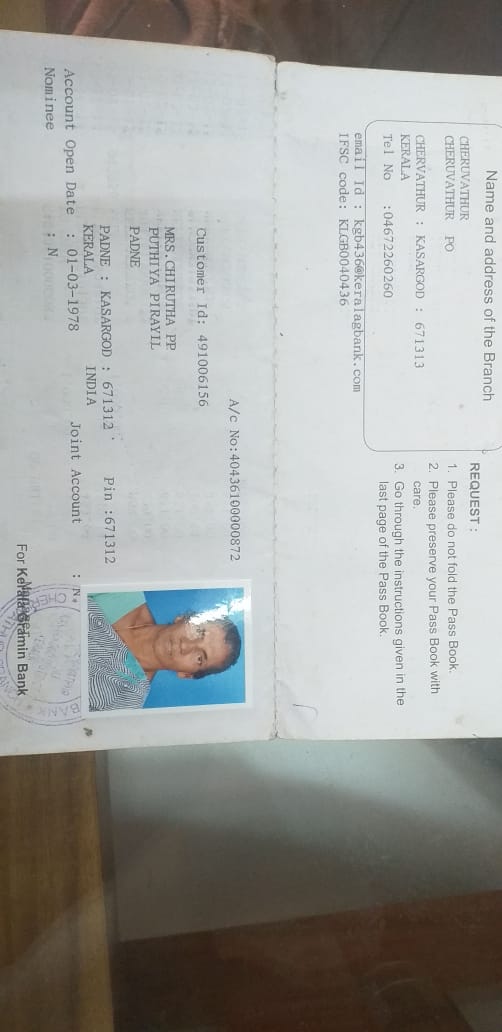 Name and address of the Branch
CHERUVATHUR
CHERUVATHUR PO
CHERVATHUR : KASARGOD : 671313
KERALA
Tel No :04672260260
email Id : kgb436@keralagbank.com
IFSC code: KLGB0040436
REQUEST :
1. Please do not fold the Pass Book.
2. Please preserve your Pass Book with
care.
3. Go through the instructions given in the
last page of the Pass Book.
A/c No:40436100000872
Customer Id: 491006156
MRS CHIRUTHA PP
PUTHIYA PIRAYIL
PADNE
PADNE : KASARGOD : 671312 Pin :671312
KERALA INDIA
Account Open Date : 01-03-1978 Joint Account : N
Nominee : N
For Kerala Gramin Bank
Manager